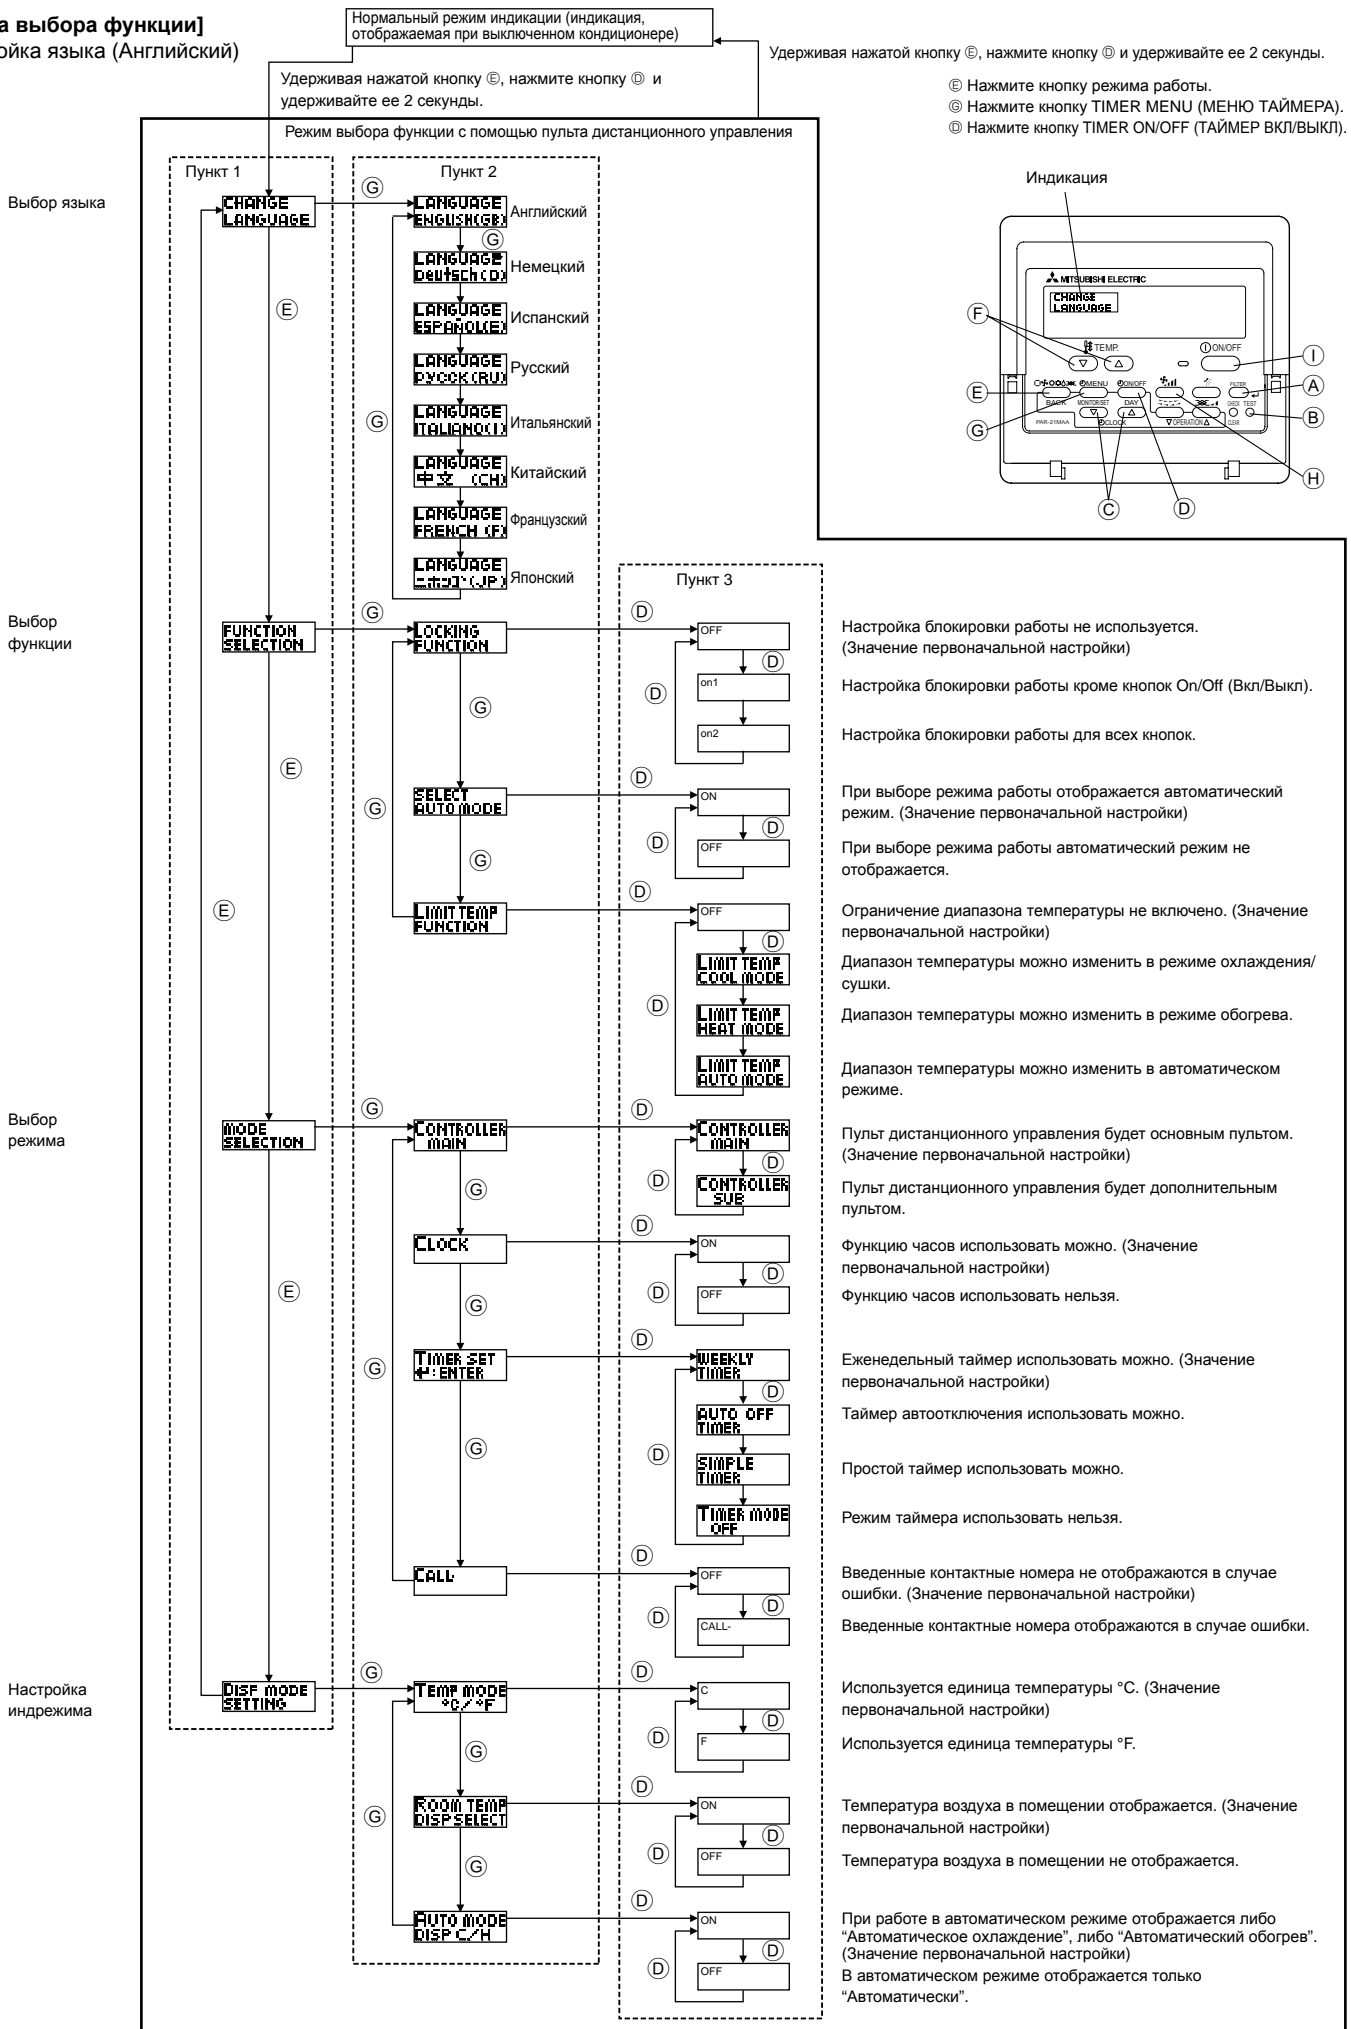 а выбора функции]
ойка языка (Английский)
Нормальный режим индикации (индикация,
отображаемая при выключенном кондиционере)
Удерживая нажатой кнопку Ⓔ, нажмите кнопку Ⓓ и
удерживайте ее 2 секунды.
Удерживая нажатой кнопку Ⓔ, нажмите кнопку Ⓓ и удерживайте ее 2 секунды.
Ⓔ Нажмите кнопку режима работы.
Ⓖ Нажмите кнопку TIMER MENU (МЕНЮ ТАЙМЕРА).
Ⓓ Нажмите кнопку TIMER ON/OFF (ТАЙМЕР ВКЛ/ВЫКЛ).
Режим выбора функции с помощью пульта дистанционного управления
Пункт 1
Пункт 2
Индикация
MITSUBISHI ELECTRIC
CHANGE
LANGUAGE
TEMP.
ON/OFF
MENU
ON/OFF
FILTER
BACK
MONITOR/SET
DAY
CHECK TEST
PAR-21MAA
CLOCK
OPERATION
CLEAR
Ⓕ
Ⓔ
Ⓖ
Ⓒ
Ⓓ
Ⓘ
Ⓐ
Ⓑ
Ⓗ
Выбор языка
CHANGE
LANGUAGE
Ⓖ
LANGUAGE
ENGLISH(GB)
Английский
Ⓖ
LANGUAGE
Deutsch(D)
Немецкий
Ⓔ
LANGUAGE
ESPAÑOL(E)
Испанский
LANGUAGE
РУССК(RU)
Русский
Ⓖ
LANGUAGE
ITALIANO(I)
Итальянский
LANGUAGE
中文 (CH)
Китайский
LANGUAGE
FRENCH (F)
Французский
LANGUAGE
ニホンゴ(JP)
Японский
Пункт 3
Выбор
функции
FUNCTION
SELECTION
Ⓖ
LOCKING
FUNCTION
Ⓓ
OFF
Настройка блокировки работы не используется.
(Значение первоначальной настройки)
Ⓓ
Ⓓ
on1
Настройка блокировки работы кроме кнопок On/Off (Вкл/Выкл).
Ⓖ
on2
Настройка блокировки работы для всех кнопок.
Ⓔ
Ⓖ
SELECT
AUTO MODE
Ⓓ
ON
При выборе режима работы отображается автоматический
режим. (Значение первоначальной настройки)
Ⓓ
Ⓓ
OFF
При выборе режима работы автоматический режим не
отображается.
Ⓖ
Ⓔ
LIMIT TEMP
FUNCTION
Ⓓ
OFF
Ограничение диапазона температуры не включено. (Значение
первоначальной настройки)
Ⓓ
LIMIT TEMP
COOL MODE
Диапазон температуры можно изменить в режиме охлаждения/
сушки.
Ⓓ
LIMIT TEMP
HEAT MODE
Диапазон температуры можно изменить в режиме обогрева.
LIMIT TEMP
AUTO MODE
Диапазон температуры можно изменить в автоматическом
режиме.
Выбор
режима
MODE
SELECTION
Ⓖ
CONTROLLER
MAIN
Ⓓ
CONTROLLER
MAIN
Пульт дистанционного управления будет основным пультом.
(Значение первоначальной настройки)
Ⓓ
Ⓓ
CONTROLLER
SUB
Пульт дистанционного управления будет дополнительным
пультом.
Ⓖ
CLOCK
Ⓓ
ON
Функцию часов использовать можно. (Значение
первоначальной настройки)
Ⓓ
Ⓓ
OFF
Функцию часов использовать нельзя.
Ⓔ
Ⓖ
TIMER SET
↵:ENTER
Ⓓ
WEEKLY
TIMER
Еженедельный таймер использовать можно. (Значение
первоначальной настройки)
Ⓖ
Ⓓ
AUTO OFF
TIMER
Таймер автоотключения использовать можно.
Ⓖ
Ⓓ
SIMPLE
TIMER
Простой таймер использовать можно.
TIMER MODE
OFF
Режим таймера использовать нельзя.
CALL
Ⓓ
OFF
Введенные контактные номера не отображаются в случае
ошибки. (Значение первоначальной настройки)
Ⓓ
Ⓓ
CALL-
Введенные контактные номера отображаются в случае ошибки.
Настройка
индрежима
DISP MODE
SETTING
Ⓖ
TEMP MODE
°C/°F
Ⓓ
C
Используется единица температуры °C. (Значение
первоначальной настройки)
Ⓓ
Ⓓ
F
Используется единица температуры °F.
Ⓖ
ROOM TEMP
DISP SELECT
Ⓓ
ON
Температура воздуха в помещении отображается. (Значение
первоначальной настройки)
Ⓖ
Ⓓ
Ⓓ
OFF
Температура воздуха в помещении не отображается.
Ⓖ
AUTO MODE
DISP C/H
Ⓓ
ON
При работе в автоматическом режиме отображается либо
“Автоматическое охлаждение”, либо “Автоматический обогрев”.
(Значение первоначальной настройки)
Ⓓ
Ⓓ
OFF
В автоматическом режиме отображается только
“Автоматически”.